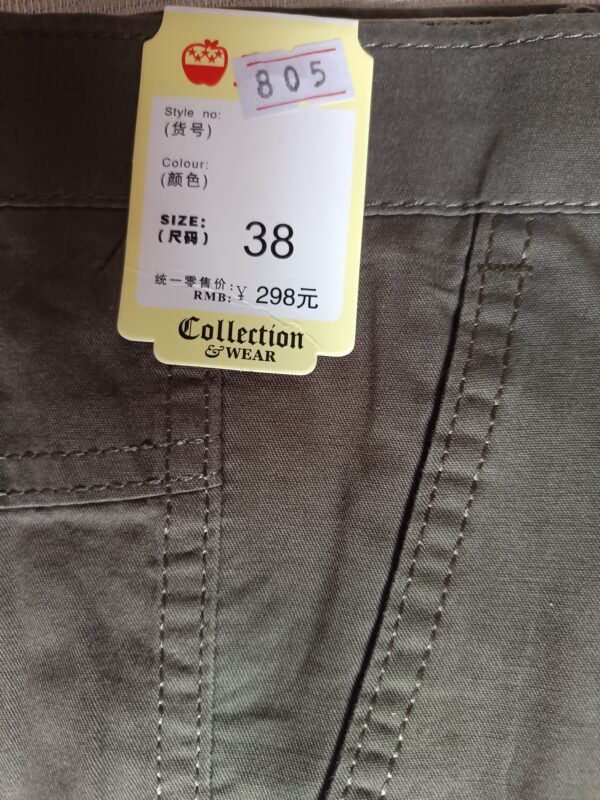 805
Style no:
(货号)
Colour:
(颜色)
SIZE:
(尺码)
38
统一零售价:
RMB:¥ 298元
Collection
& WEAR